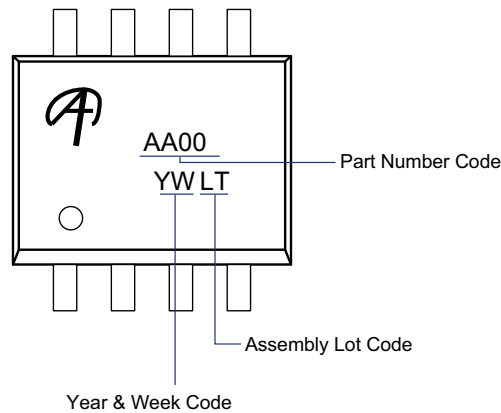 AA00
Part Number Code
YW LT
Assembly Lot Code
Year & Week Code